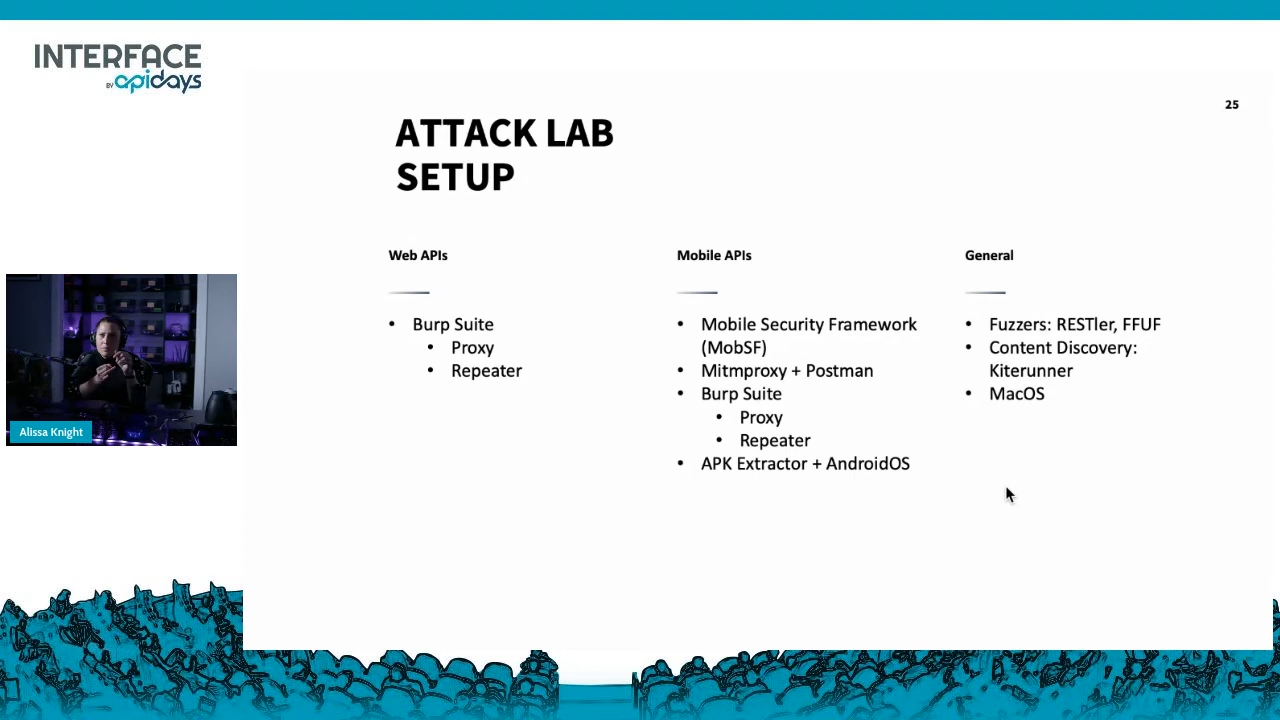 INTERFACE
BY apidays
25
ATTACK LAB
SETUP
Web APIs
• Burp Suite
• Proxy
• Repeater
Mobile APIs
• Mobile Security Framework
(MobSF)
• Mitmproxy + Postman
• Burp Suite
• Proxy
• Repeater
• APK Extractor + AndroidOS
General
• Fuzzers: RESTler, FFUF
• Content Discovery:
Kiterunner
• MacOS
Alissa Knight